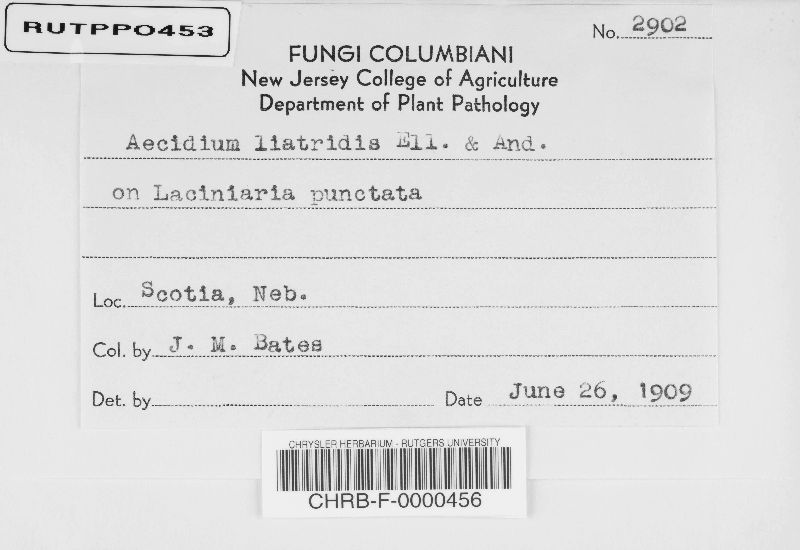 RUTPPO453
No. 2902
FUNGI COLUMBIANI
New Jersey College of Agriculture
Department of Plant Pathology
Aecidium liatridis Ell. & And.
on Laciniaria punctata
Loc. Scotia, Neb.
Col. by J. M. Bates
Det. by
Date June 26, 1909
CHRYSLER HERBARIUM - RUTGERS UNIVERSITY
CHRB-F-0000456